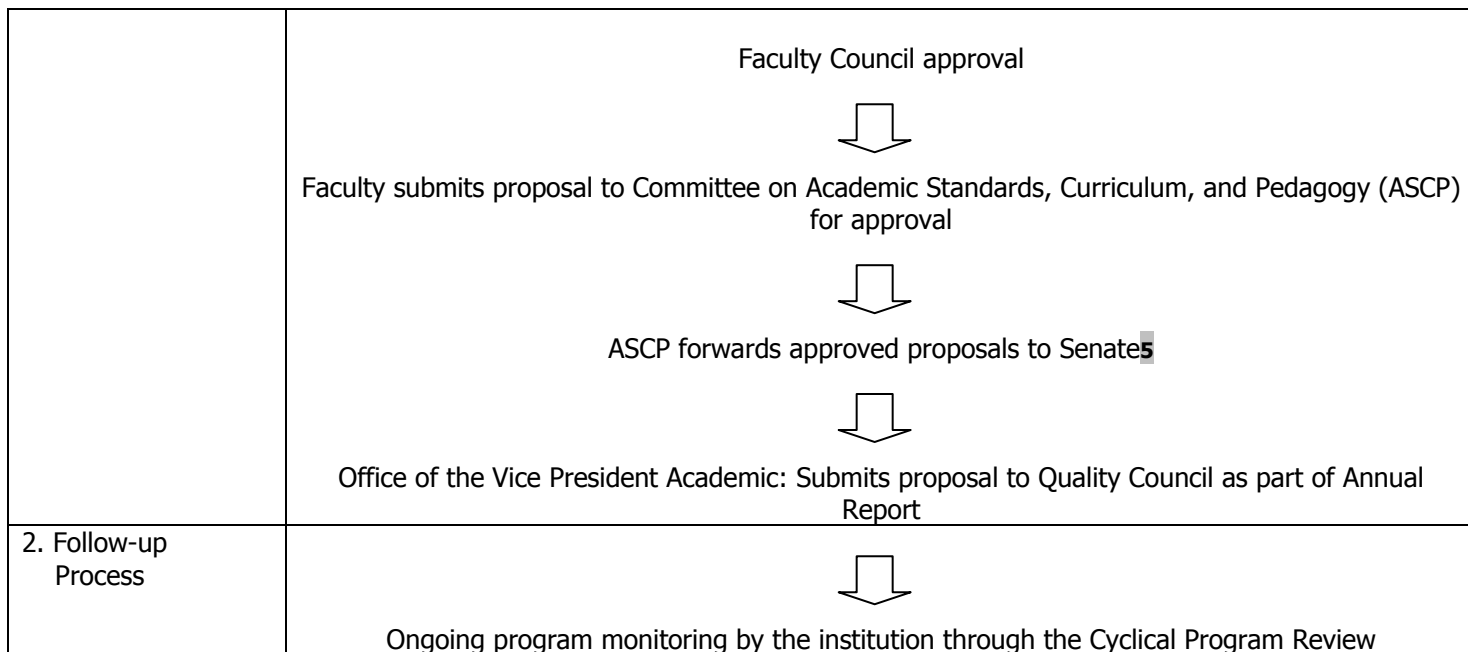 Faculty Council approval
Faculty submits proposal to Committee on Academic Standards, Curriculum, and Pedagogy (ASCP)
for approval
ASCP forwards approved proposals to Senate5
Office of the Vice President Academic: Submits proposal to Quality Council as part of Annual
Report
2. Follow-up
Process
Ongoing program monitoring by the institution through the Cyclical Program Review